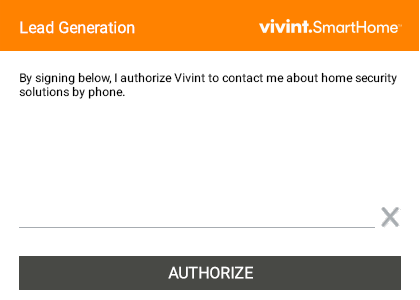 Lead Generation
vivint.SmartHome
By signing below, I authorize Vivint to contact me about home security
solutions by phone.
AUTHORIZE